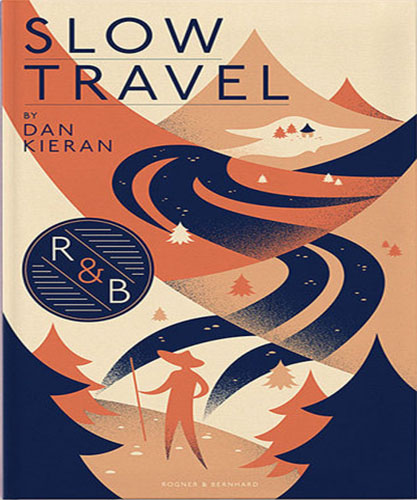 SLOW
TRAVEL
BY
DAN
KIERAN
R
&
B
ROGNER & BERNHARD